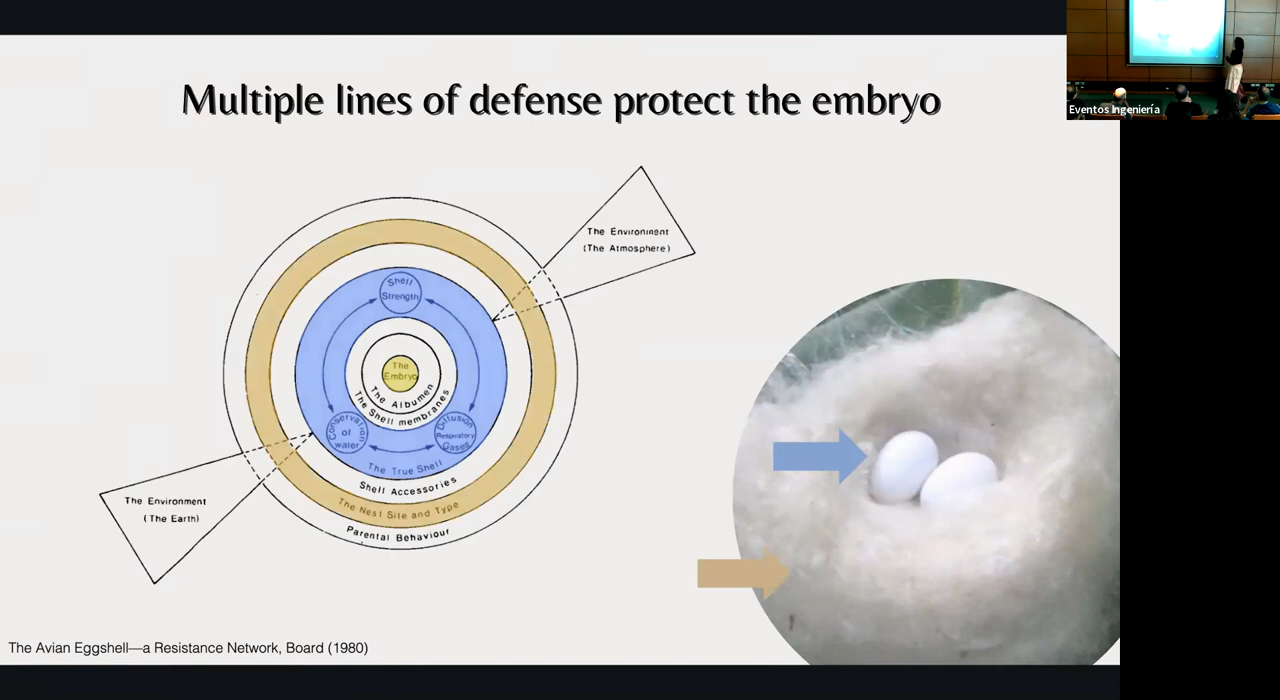 Multiple lines of defense protect the embryo
Eventos Ingeniería
The Environment
(The Atmosphere)
Shell
Strength
The
Embryo
The Albumen
The Shell membranes
Conservation
of
water
Diffusion
Respiratory
Gases
The True Shell
Shell Accessories
The Nest Site and Type
Parental Behaviour
The Environment
(The Earth)
The Avian Eggshell—a Resistance Network, Board (1980)